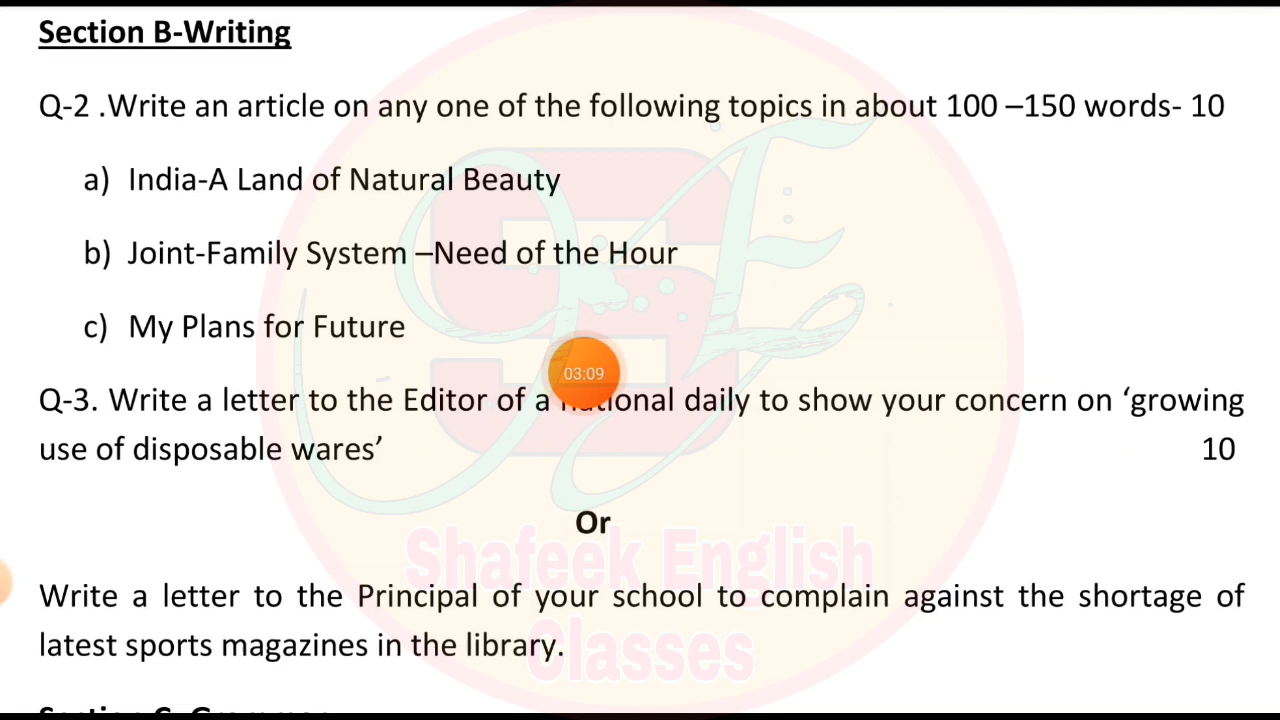 Section B-Writing
Q-2 .Write an article on any one of the following topics in about 100 –150 words- 10
a) India-A Land of Natural Beauty
b) Joint-Family System –Need of the Hour
c) My Plans for Future
03:09
Q-3. Write a letter to the Editor of a national daily to show your concern on ‘growing
use of disposable wares’ 10
Or
Shafeek English
Write a letter to the Principal of your school to complain against the shortage of
latest sports magazines in the library.
Classes
Section C-Grammar